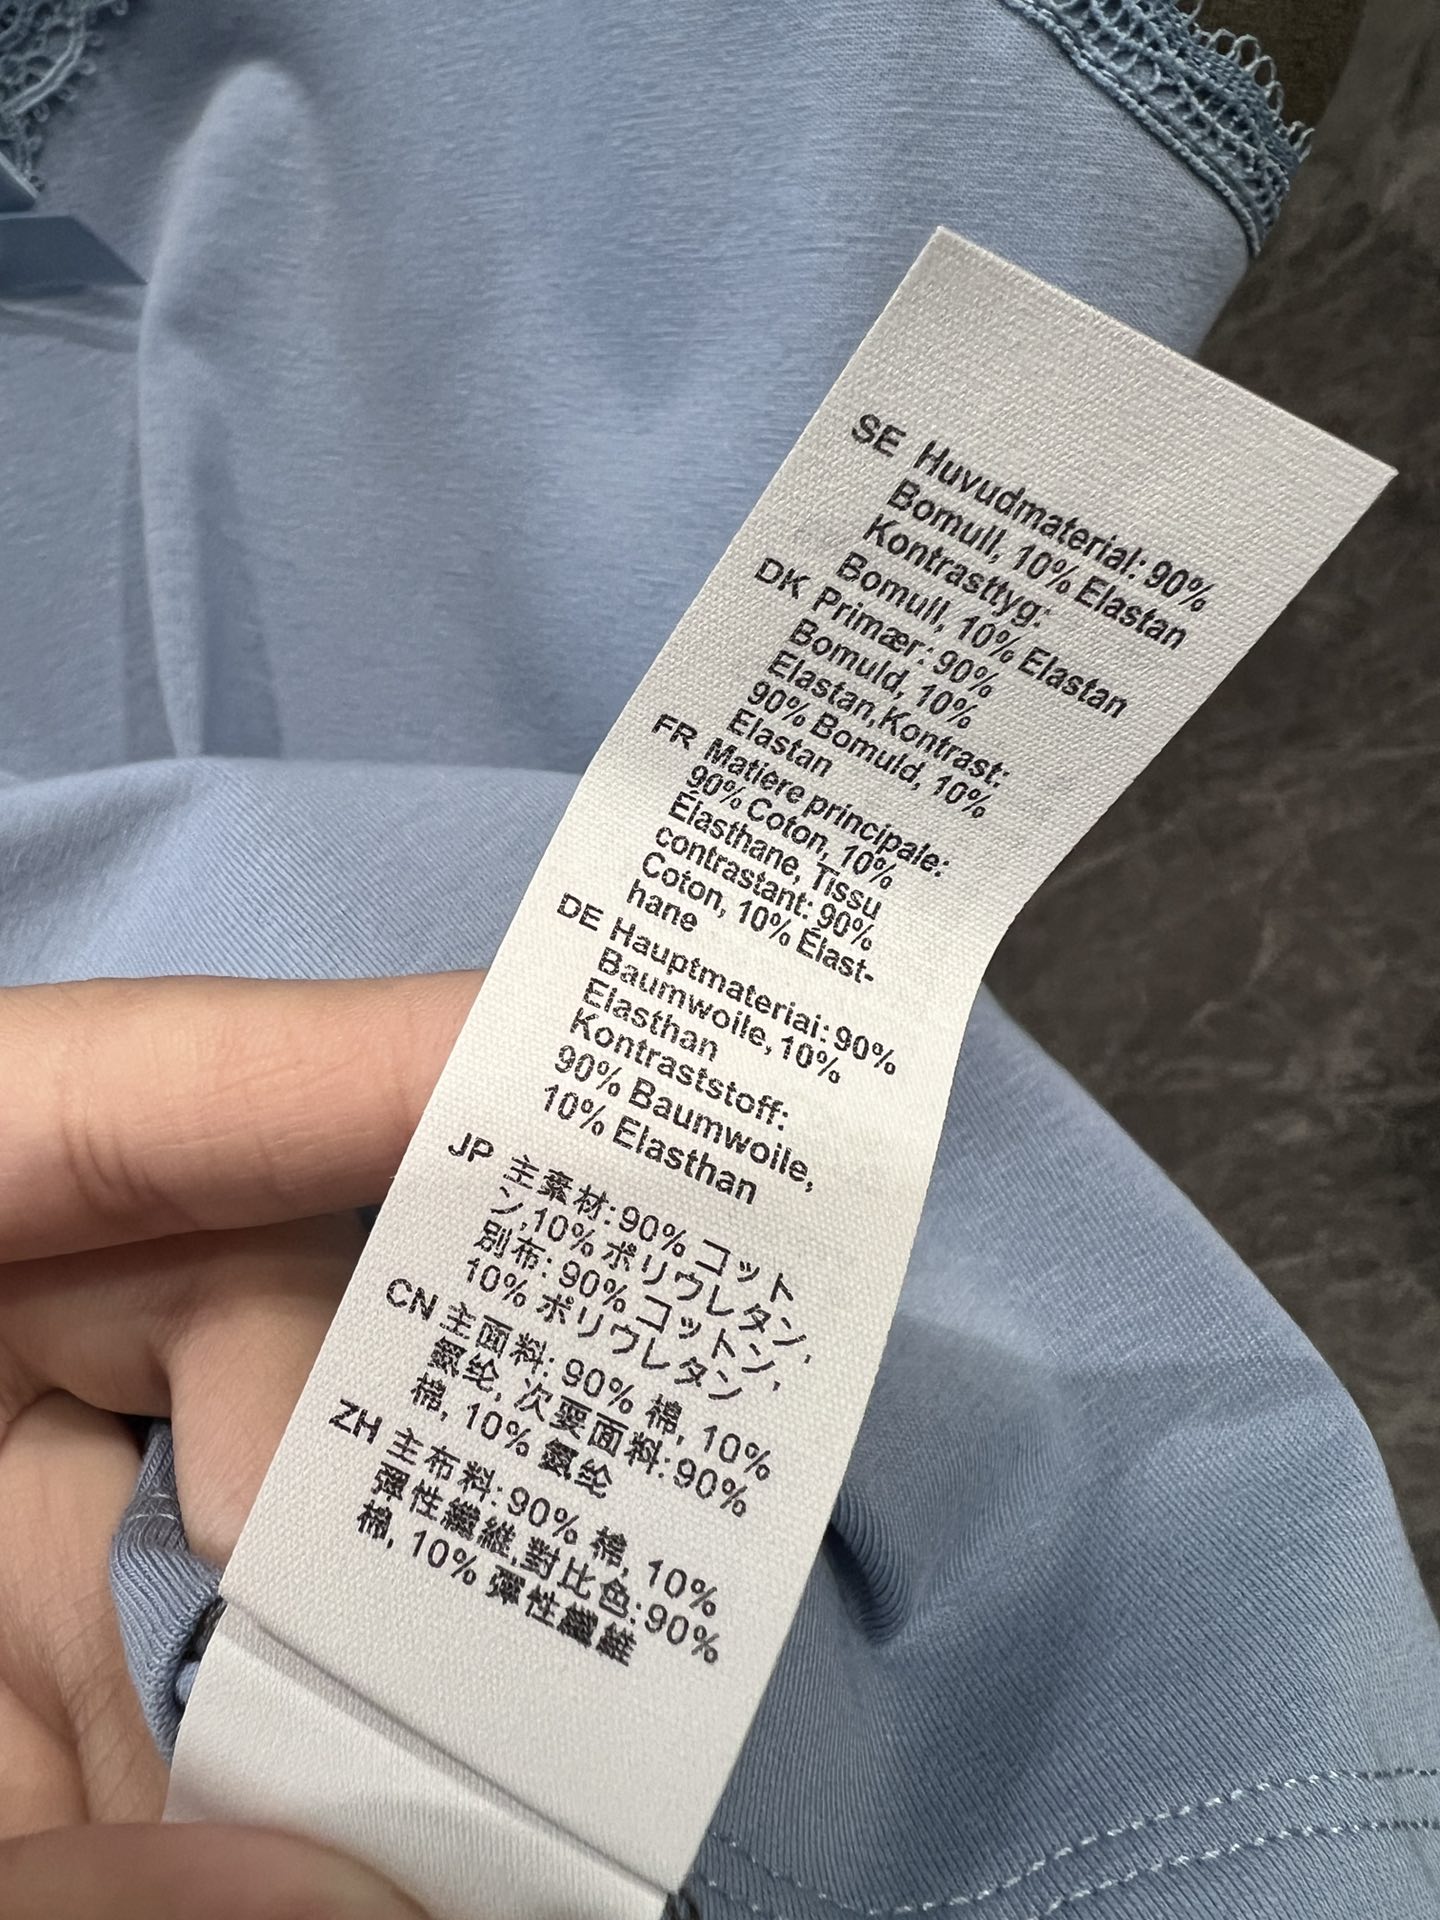 SE Huvudmaterial: 90%
Bomull, 10% Elastan
Kontrasttyg:
Bomull, 10% Elastan
DK Primær: 90%
Bomuld, 10%
Elastan,Kontrast:
90% Bomuld, 10%
Elastan
FR Matière principale:
90% Coton, 10%
Élasthane, Tissu
contrastant: 90%
Coton, 10% Élast-
hane
DE Hauptmateriai: 90%
Baumwoile, 10%
Elasthan
Kontraststoff:
90% Baumwoile,
10% Elasthan
JP 主素材:90% コット
ン,10% ポリウレタン,
別布: 90% コットン,
10% ポリウレタン
CN 主面料: 90% 棉, 10%
氨纶, 次要面料:90%
棉, 10% 氨纶
ZH 主布料:90% 棉, 10%
彈性纖維,對比色:90%
棉, 10% 彈性纖維